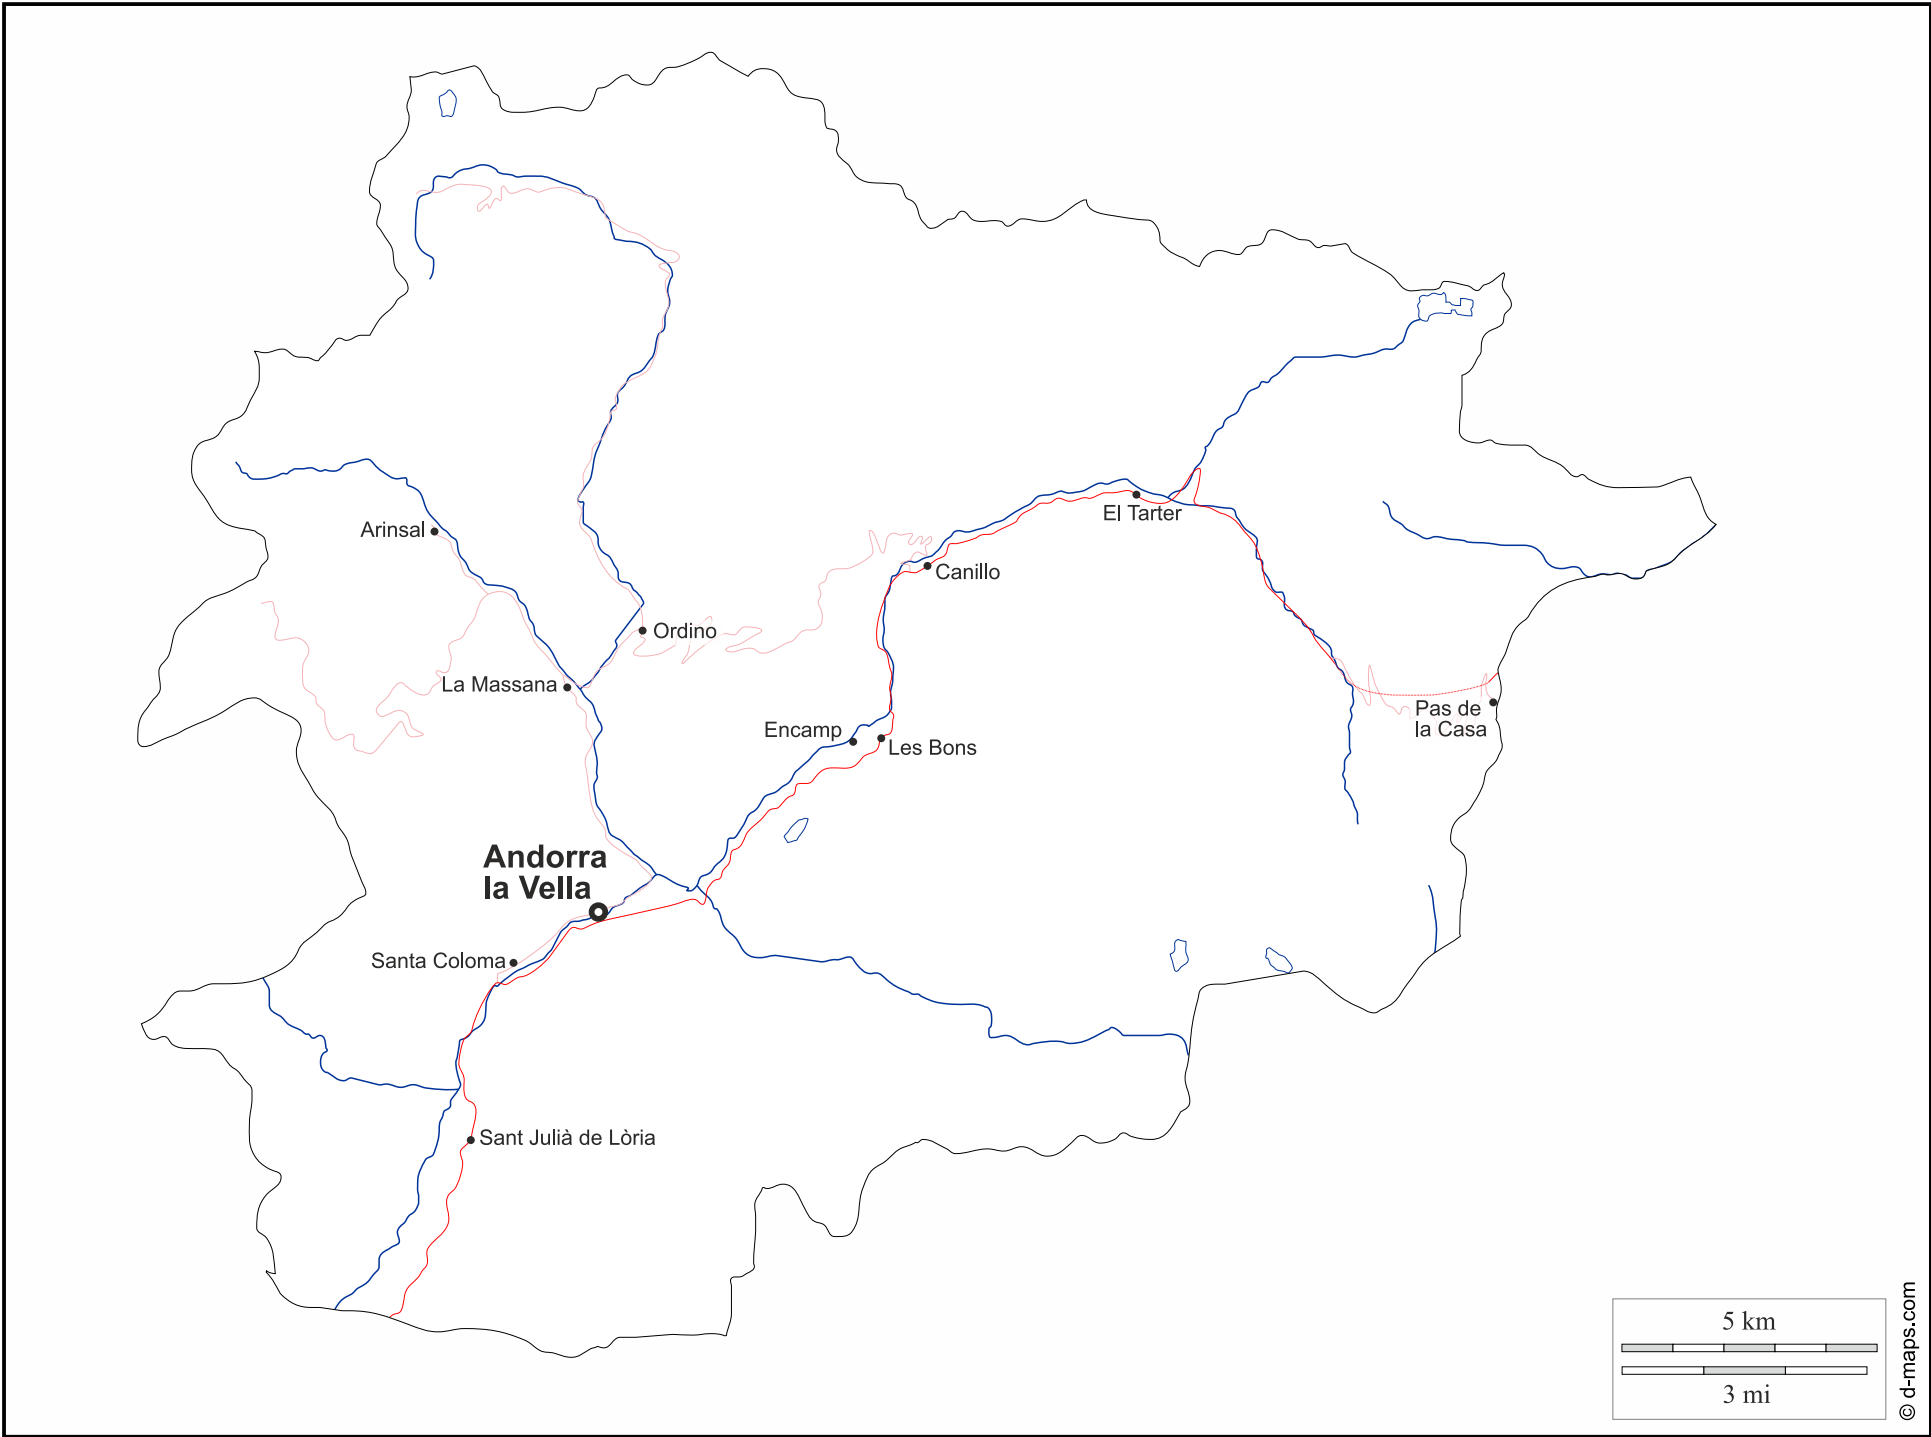 El Tarter
Arinsal
Canillo
Ordino
La Massana
Pas de
la Casa
Encamp
Les Bons
Andorra
la Vella
Santa Coloma
Sant Julià de Lòria
5 km
3 mi
© d-maps.com